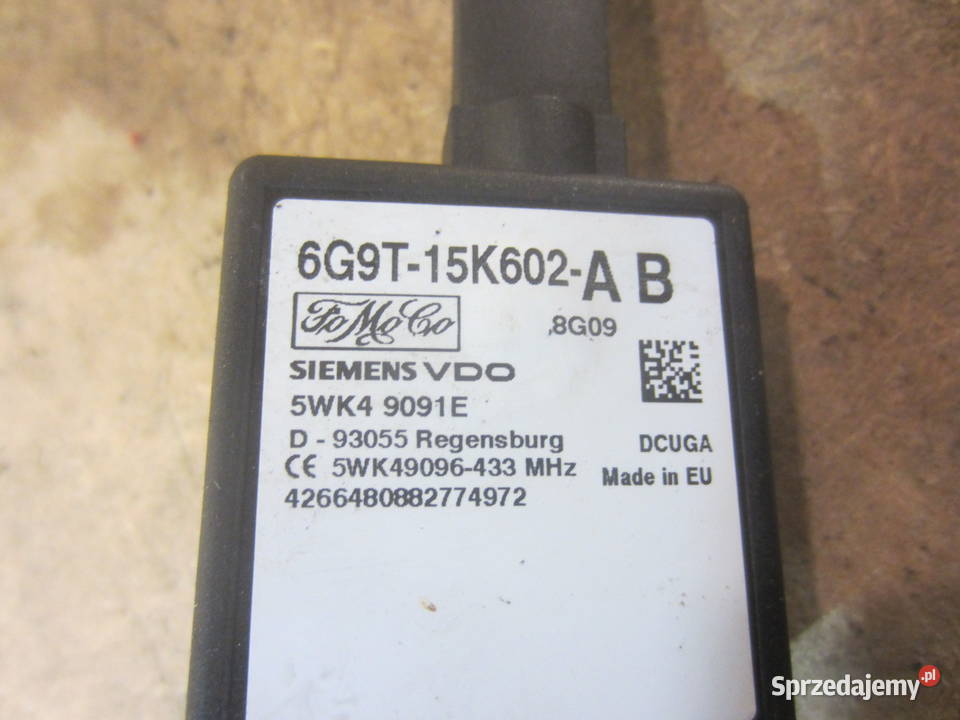 6G9T-15K602-A B
FoMoCo
8G09
SIEMENS VDO
5WK4 9091E
D - 93055 Regensburg
DCUGA
CE 5WK49096-433 MHz
Made in EU
4266480882774972
Sprzedajemy.pl